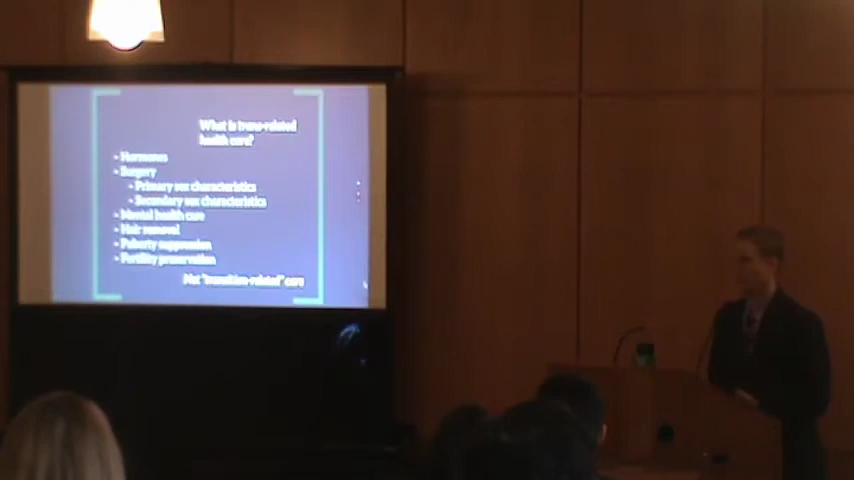 What is trans-related
health care?
- Hormones
- Surgery
- Primary sex characteristics
- Secondary sex characteristics
- Mental health care
- Hair removal
- Puberty suppression
- Fertility preservation
Not "transition-related" care